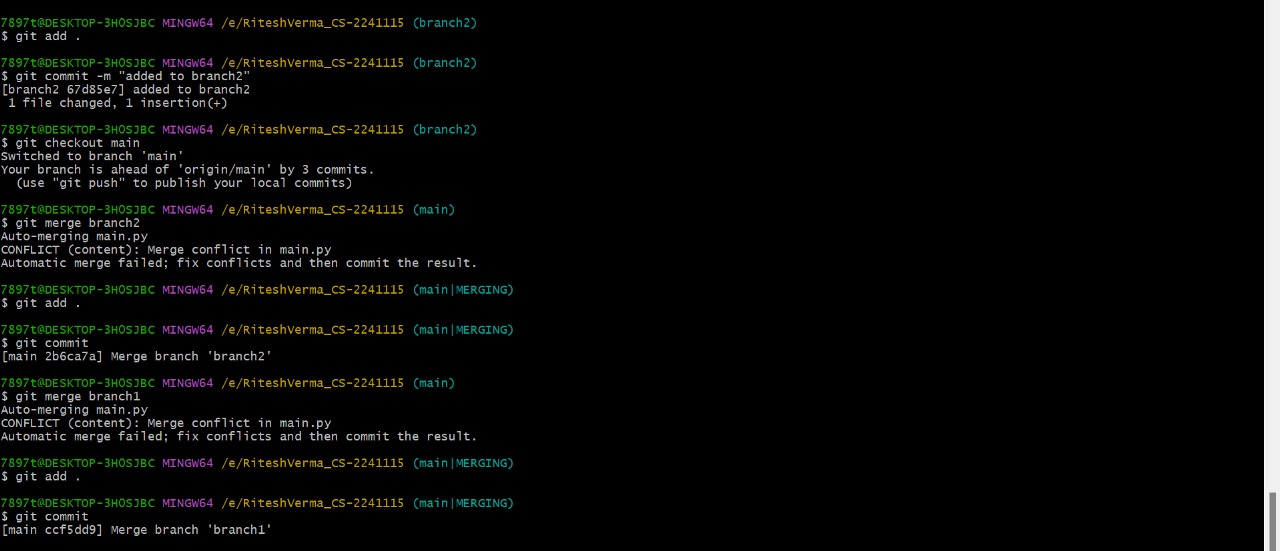 7897t@DESKTOP-3HOSJBC MINGW64 /e/RiteshVerma_CS-2241115 (branch2)
$ git add .
7897t@DESKTOP-3HOSJBC MINGW64 /e/RiteshVerma_CS-2241115 (branch2)
$ git commit -m "added to branch2"
[branch2 67d85e7] added to branch2
 1 file changed, 1 insertion(+)
7897t@DESKTOP-3HOSJBC MINGW64 /e/RiteshVerma_CS-2241115 (branch2)
$ git checkout main
Switched to branch 'main'
Your branch is ahead of 'origin/main' by 3 commits.
  (use "git push" to publish your local commits)
7897t@DESKTOP-3HOSJBC MINGW64 /e/RiteshVerma_CS-2241115 (main)
$ git merge branch2
Auto-merging main.py
CONFLICT (content): Merge conflict in main.py
Automatic merge failed; fix conflicts and then commit the result.
7897t@DESKTOP-3HOSJBC MINGW64 /e/RiteshVerma_CS-2241115 (main|MERGING)
$ git add .
7897t@DESKTOP-3HOSJBC MINGW64 /e/RiteshVerma_CS-2241115 (main|MERGING)
$ git commit
[main 2b6ca7a] Merge branch 'branch2'
7897t@DESKTOP-3HOSJBC MINGW64 /e/RiteshVerma_CS-2241115 (main)
$ git merge branch1
Auto-merging main.py
CONFLICT (content): Merge conflict in main.py
Automatic merge failed; fix conflicts and then commit the result.
7897t@DESKTOP-3HOSJBC MINGW64 /e/RiteshVerma_CS-2241115 (main|MERGING)
$ git add .
7897t@DESKTOP-3HOSJBC MINGW64 /e/RiteshVerma_CS-2241115 (main|MERGING)
$ git commit
[main ccf5dd9] Merge branch 'branch1'